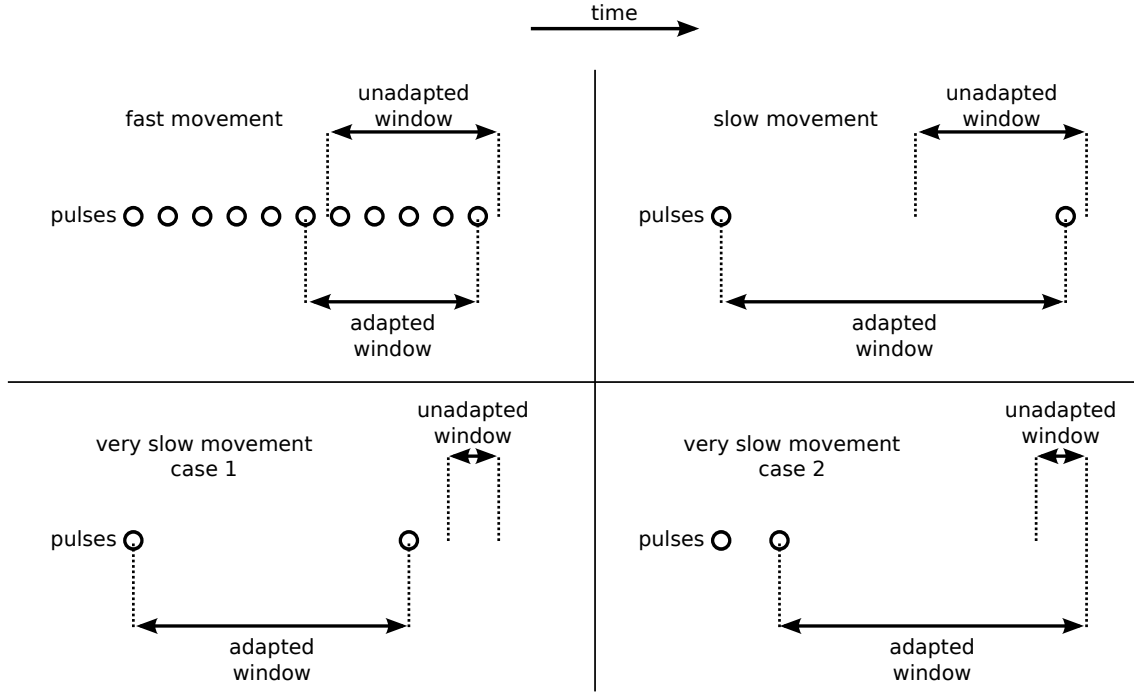 time
fast movement
unadapted
window
pulses
adapted
window
slow movement
unadapted
window
pulses
adapted
window
very slow movement
case 1
unadapted
window
pulses
adapted
window
very slow movement
case 2
unadapted
window
pulses
adapted
window